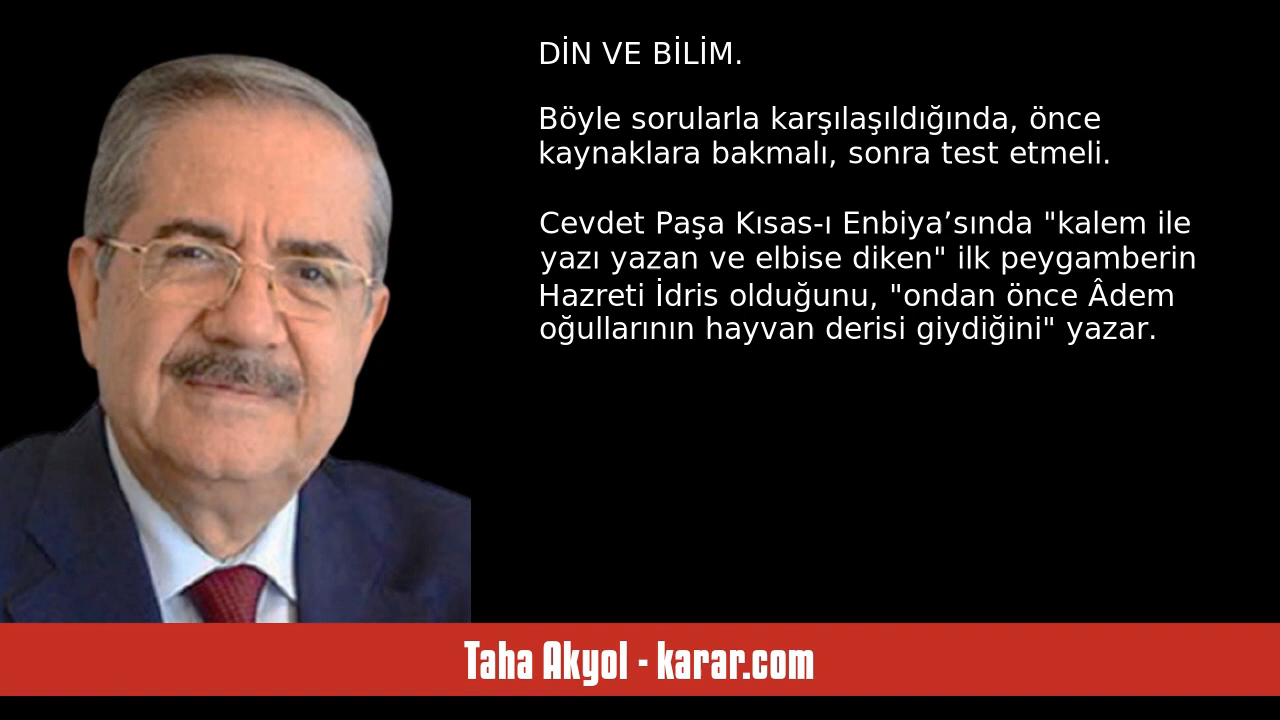 DİN VE BİLİM.
Böyle sorularla karşılaşıldığında, önce
kaynaklara bakmalı, sonra test etmeli.
Cevdet Paşa Kısas-ı Enbiya’sında "kalem ile
yazı yazan ve elbise diken" ilk peygamberin
Hazreti İdris olduğunu, "ondan önce Âdem
oğullarının hayvan derisi giydiğini" yazar.
Taha Akyol - karar.com